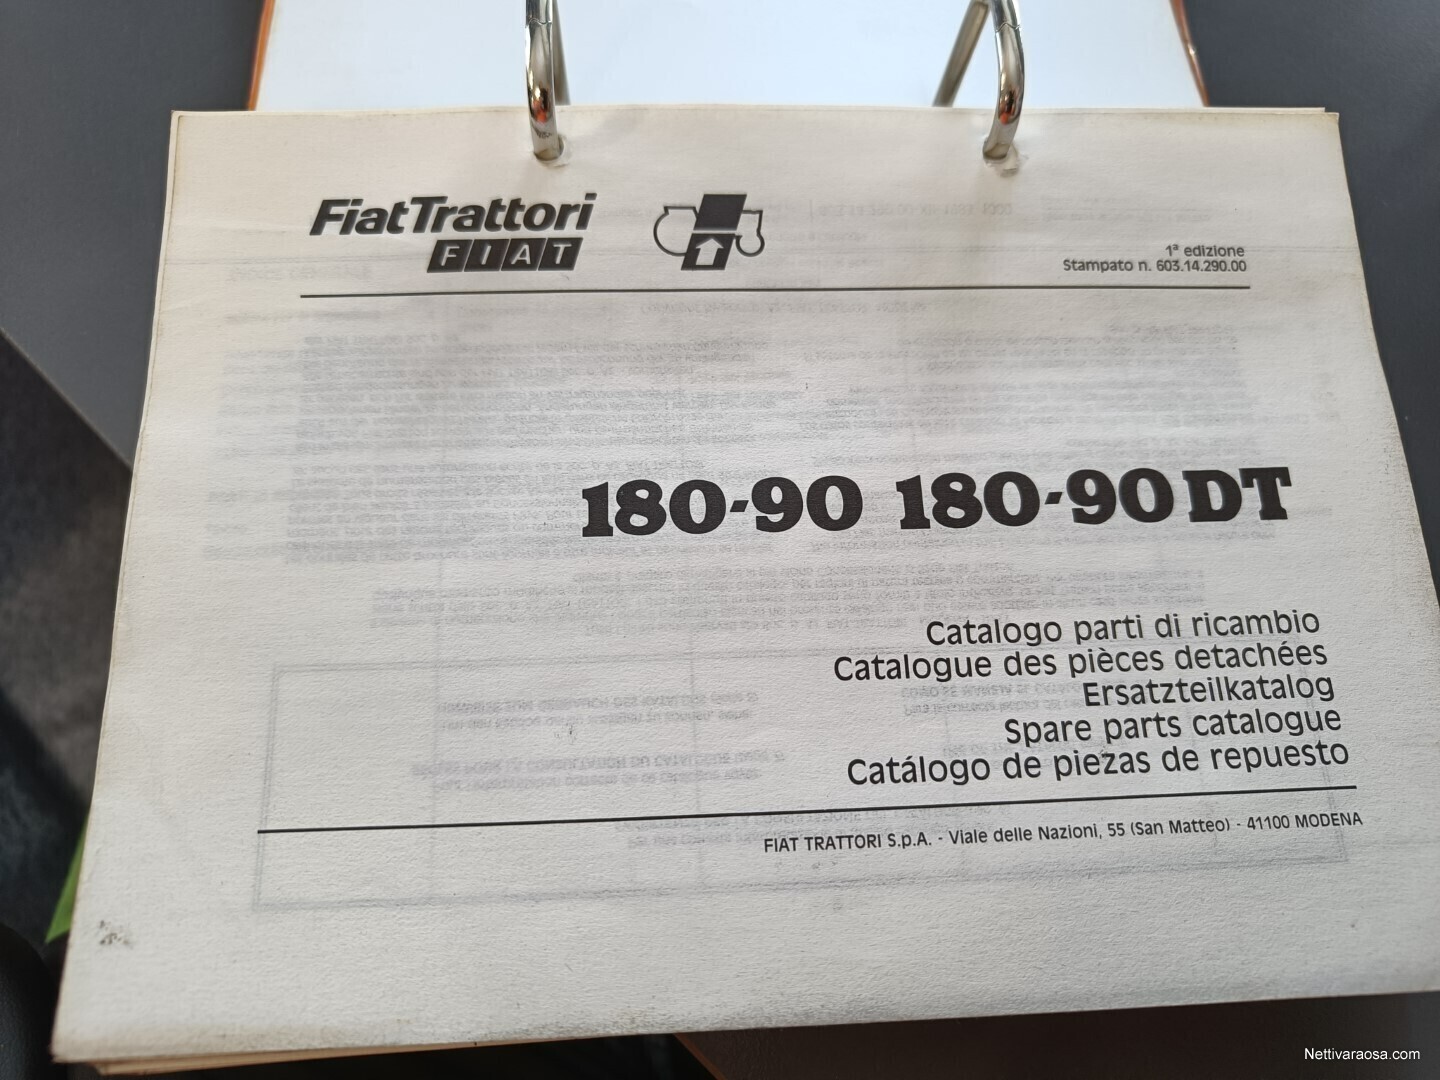 FiatTrattori
FIAT
1ª edizione
Stampato n. 603.14.290.00
180-90 180-90 DT
Catalogo parti di ricambio
Catalogue des pièces detachées
Ersatzteilkatalog
Spare parts catalogue
Catálogo de piezas de repuesto
FIAT TRATTORI S.p.A. - Viale delle Nazioni, 55 (San Matteo) - 41100 MODENA
Nettivaraosa.com